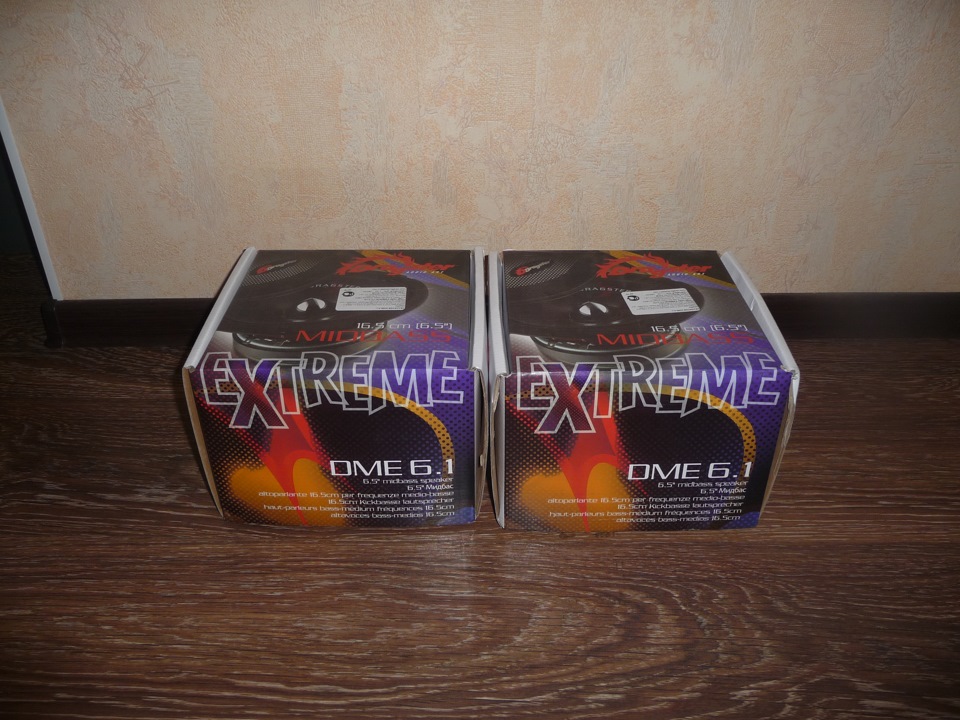 16.5 cm (6.5")
MIDBASS
EXTREME
DME 6.1
6.5" midbass speaker
6.5" Мидбас
altoparlante 16.5cm per frequenze medio-basse
16.5cm Kickbasse lautsprecher
haut-parleurs bass-medium fréquences 16.5cm
altavoces bass-medios 16.5cm
16.5 cm (6.5")
MIDBASS
EXTREME
DME 6.1
6.5" midbass speaker
6.5" Мидбас
altoparlante 16.5cm per frequenze medio-basse
16.5cm Kickbasse lautsprecher
haut-parleurs bass-medium fréquences 16.5cm
altavoces bass-medios 16.5cm